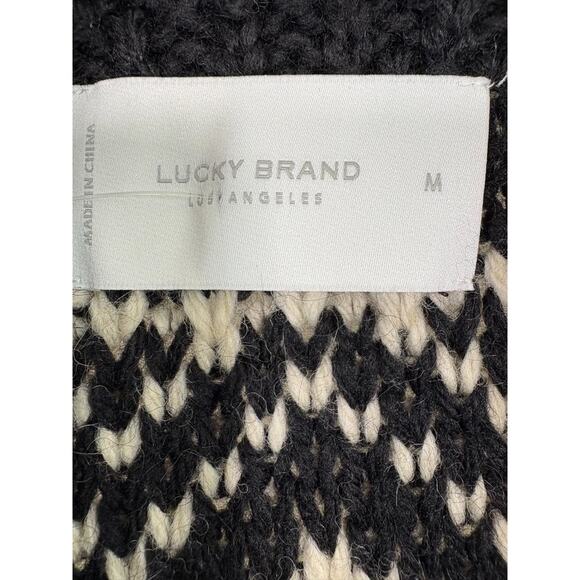 LUCKY BRAND
LOS ANGELES
M
MADE IN CHINA